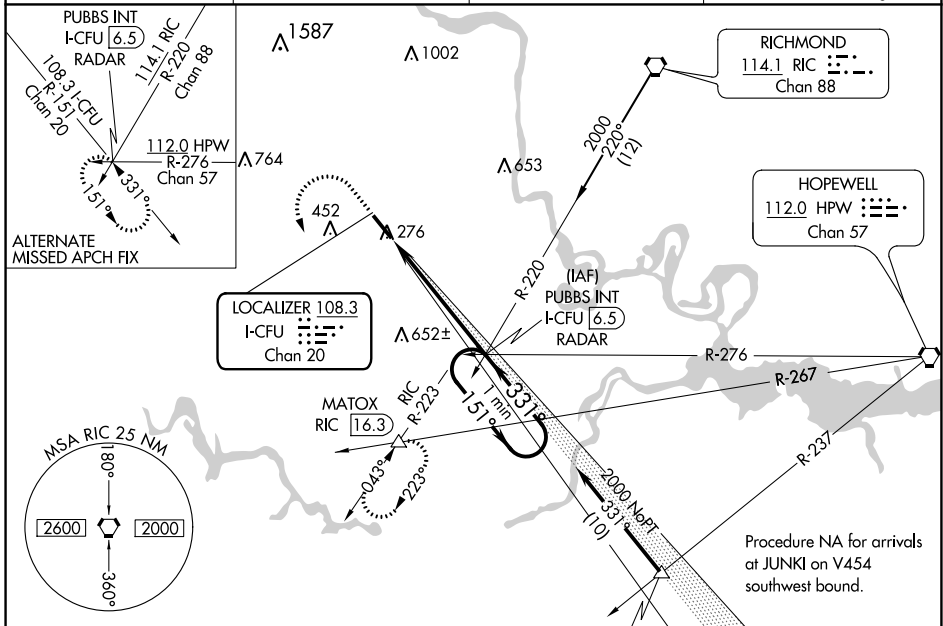 PUBBS INT
I-CFU 6.5
RADAR
114.1 RIC
R-220
Chan 88
108.3 I-CFU
R-151
Chan 20
112.0 HPW
R-276
Chan 57
151°
331°
ALTERNATE
MISSED APCH FIX
1587
1002
764
653
452
276
652±
RICHMOND
114.1 RIC
Chan 88
2000
220°
(12)
HOPEWELL
112.0 HPW
Chan 57
R-220
(IAF)
PUBBS INT
I-CFU 6.5
RADAR
LOCALIZER 108.3
I-CFU
Chan 20
R-276
R-267
R-237
RIC
R-223
MATOX
RIC 16.3
043°
223°
1 min
151°
331°
2000 NoPT
331°
(10)
MSA RIC 25 NM
180°
2600
2000
360°
Procedure NA for arrivals
at JUNKI on V454
southwest bound.